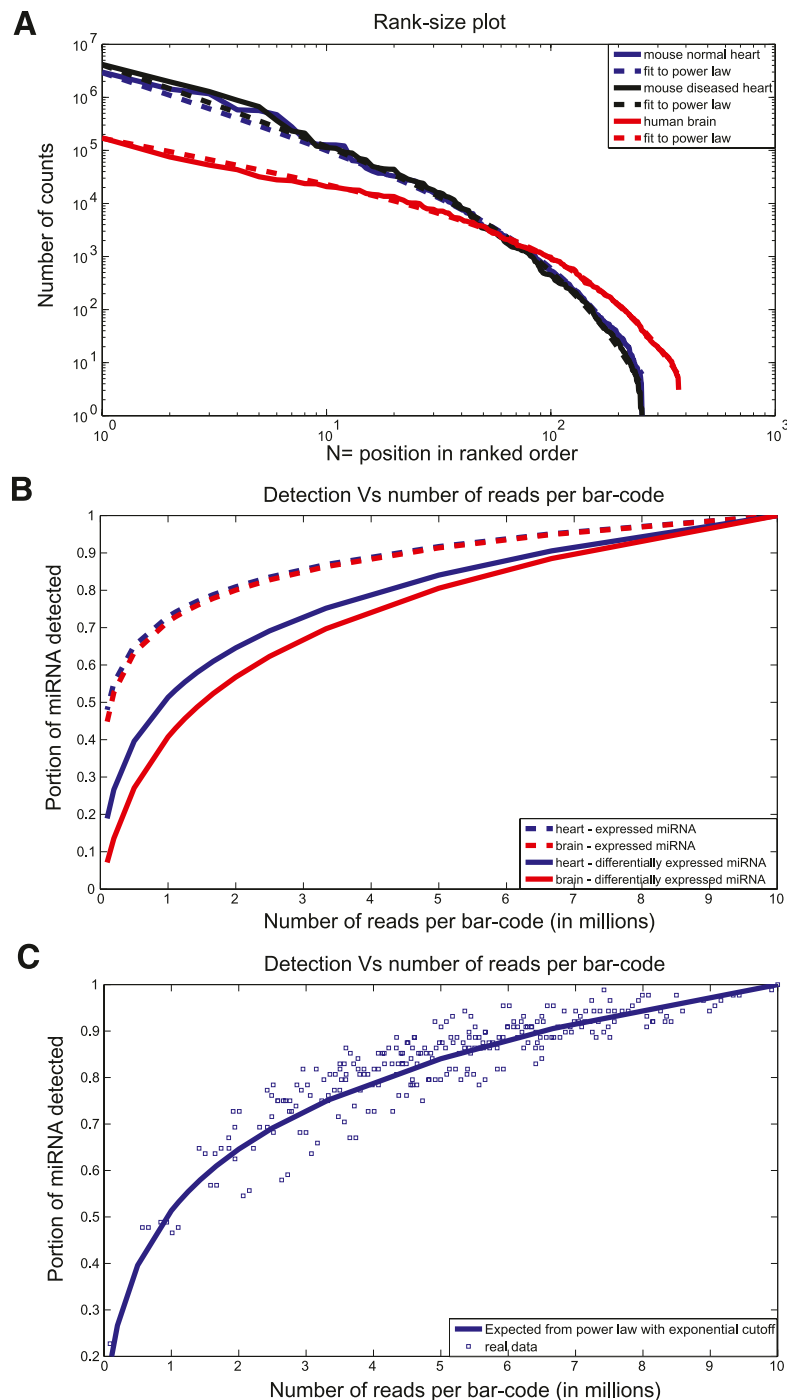 A
Rank-size plot
10^7
10^6
10^5
10^4
10^3
10^2
10^1
10^0
Number of counts
mouse normal heart
fit to power law
mouse diseased heart
fit to power law
human brain
fit to power law
10^0
10^1
10^2
10^3
N= position in ranked order
B
Detection Vs number of reads per bar-code
1
0.9
0.8
0.7
0.6
0.5
0.4
0.3
0.2
0.1
0
Portion of miRNA detected
heart - expressed miRNA
brain - expressed miRNA
heart - differentially expressed miRNA
brain - differentially expressed miRNA
0 1 2 3 4 5 6 7 8 9 10
Number of reads per bar-code (in millions)
C
Detection Vs number of reads per bar-code
1
0.9
0.8
0.7
0.6
0.5
0.4
0.3
0.2
Portion of miRNA detected
Expected from power law with exponential cutoff
real data
0 1 2 3 4 5 6 7 8 9 10
Number of reads per bar-code (in millions)